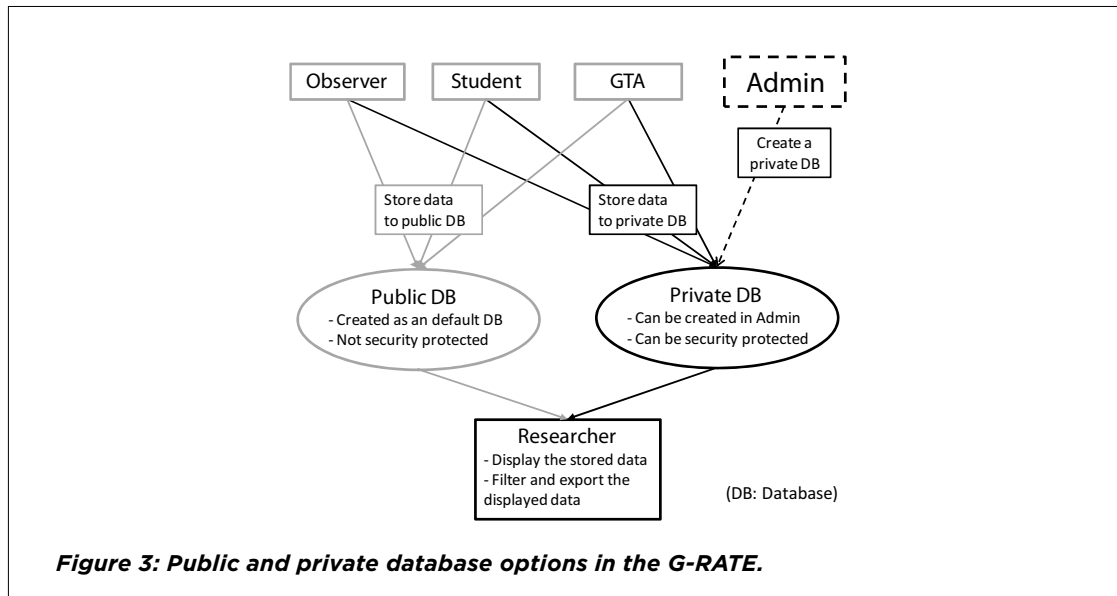 Observer
Student
GTA
Admin
Create a
private DB
Store data
to public DB
Store data
to private DB
Public DB
- Created as an default DB
- Not security protected
Private DB
- Can be created in Admin
- Can be security protected
Researcher
- Display the stored data
- Filter and export the
displayed data
(DB: Database)
Figure 3: Public and private database options in the G-RATE.